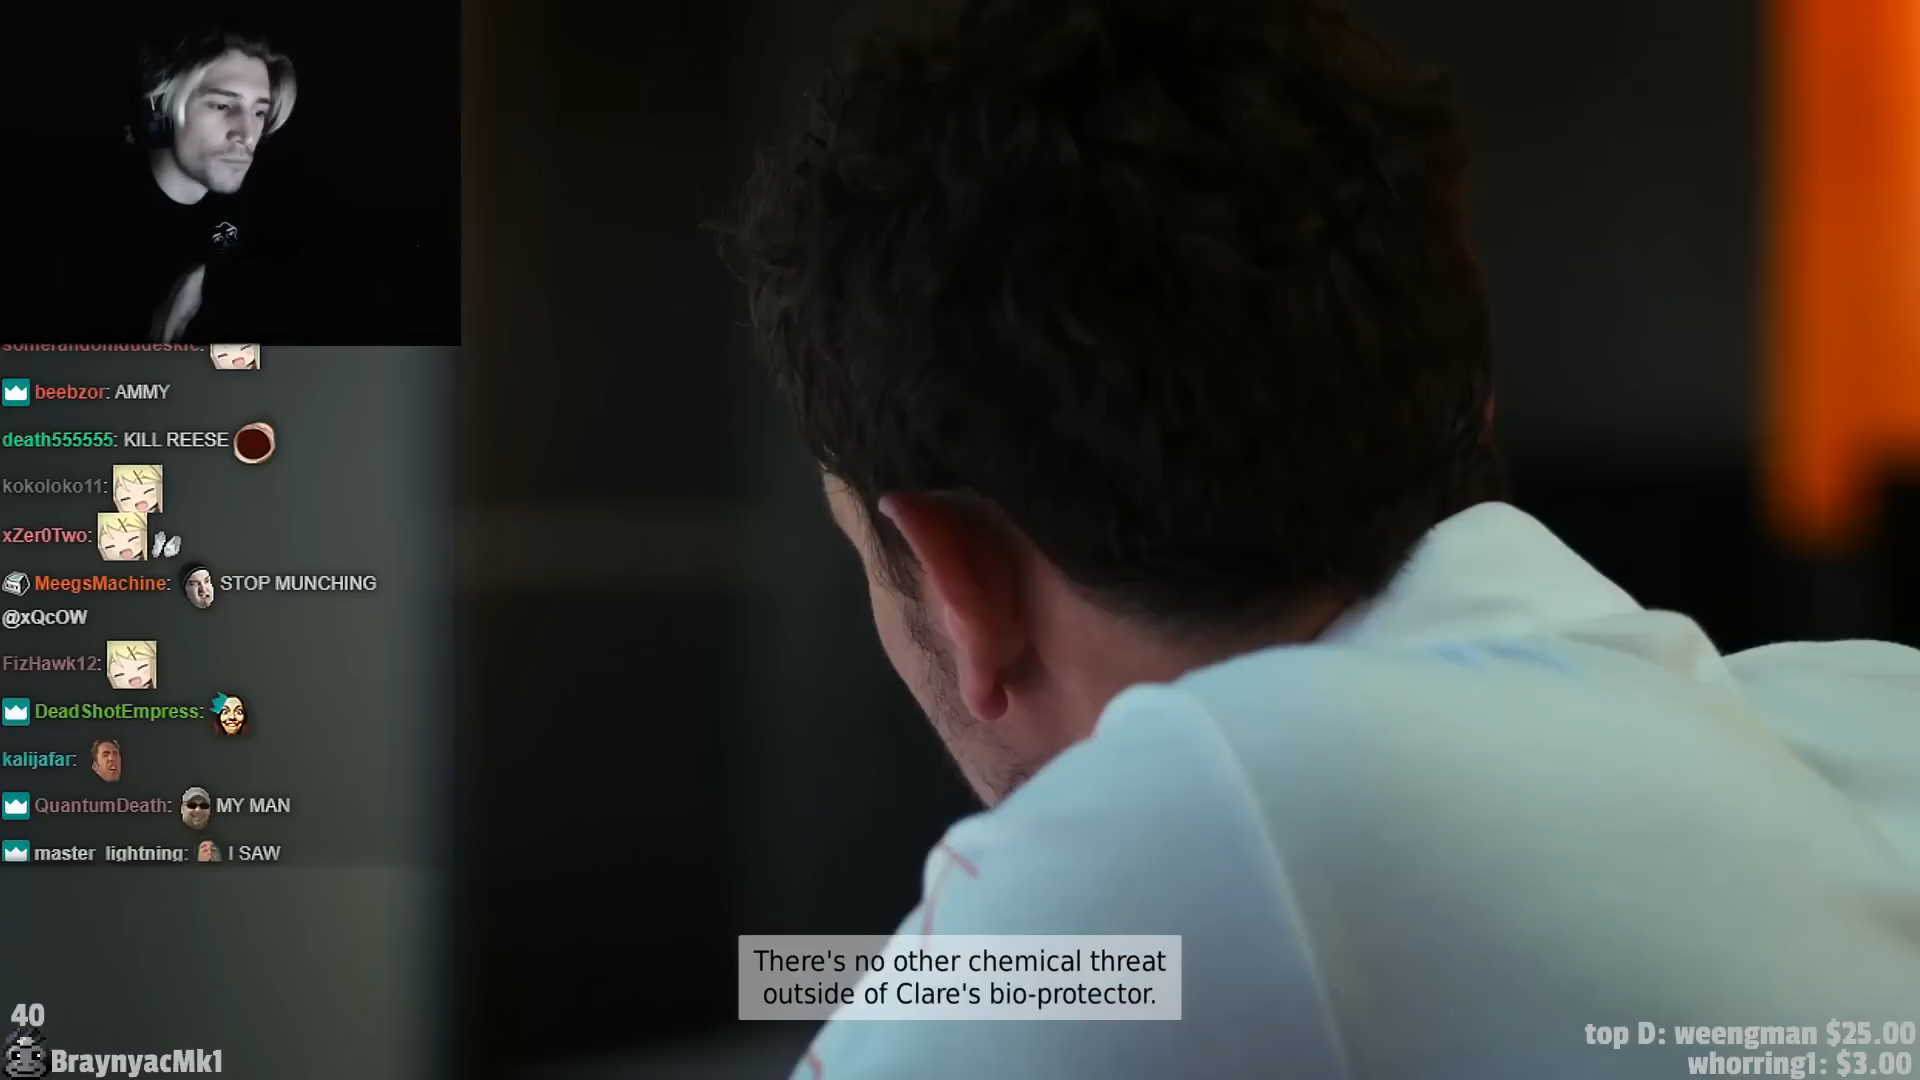 beebzor: AMMY
death555555: KILL REESE
kokoloko11:
xZer0Two:
MeegsMachine: STOP MUNCHING
@xQcOW
FizHawk12:
DeadShotEmpress:
kalijafar:
QuantumDeath: MY MAN
master_lightning: I SAW
There's no other chemical threat
outside of Clare's bio-protector.
40
BraynyacMk1
top D: weengman $25.00
whorring1: $3.00